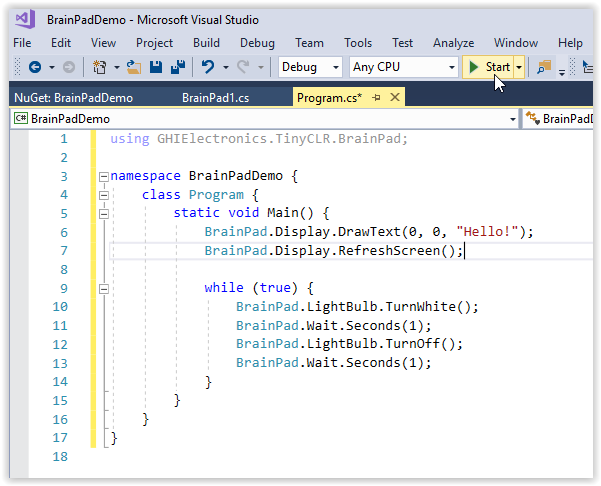 BrainPadDemo - Microsoft Visual Studio
File Edit View Project Build Debug Team Tools Test Analyze Window Help
Debug Any CPU Start
NuGet: BrainPadDemo BrainPad1.cs Program.cs*
C# BrainPadDemo BrainPadD
1 using GHIElectronics.TinyCLR.BrainPad;
2
3 namespace BrainPadDemo {
4 class Program {
5 static void Main() {
6 BrainPad.Display.DrawText(0, 0, "Hello!");
7 BrainPad.Display.RefreshScreen();
8
9 while (true) {
10 BrainPad.LightBulb.TurnWhite();
11 BrainPad.Wait.Seconds(1);
12 BrainPad.LightBulb.TurnOff();
13 BrainPad.Wait.Seconds(1);
14 }
15 }
16 }
17 }
18